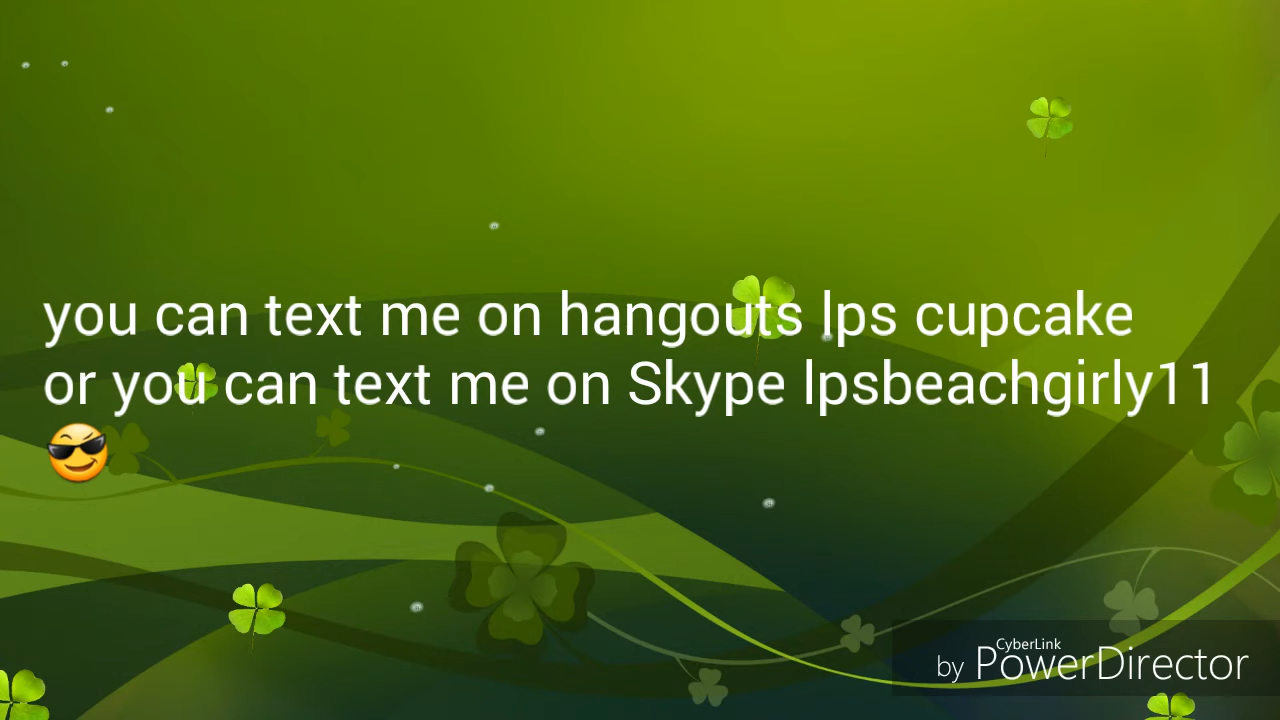 you can text me on hangouts lps cupcake
or you can text me on Skype lpsbeachgirly11
😎
by CyberLink PowerDirector